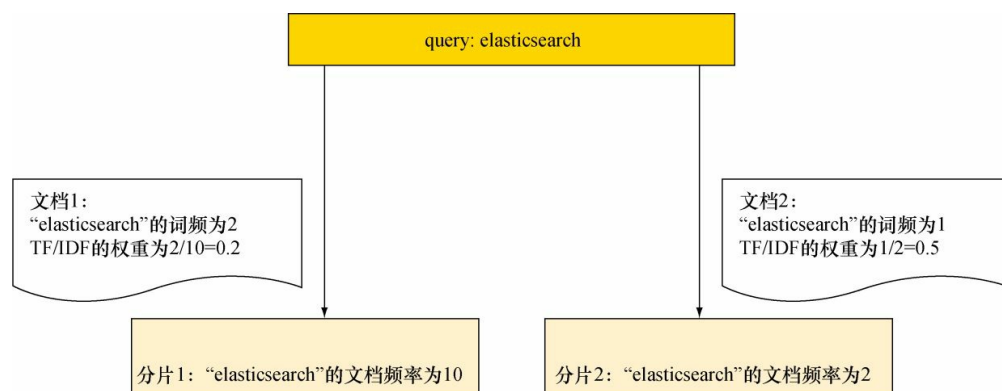 query: elasticsearch
文档1：
“elasticsearch”的词频为2
TF/IDF的权重为2/10=0.2
文档2：
“elasticsearch”的词频为1
TF/IDF的权重为1/2=0.5
分片1：“elasticsearch”的文档频率为10
分片2：“elasticsearch”的文档频率为2